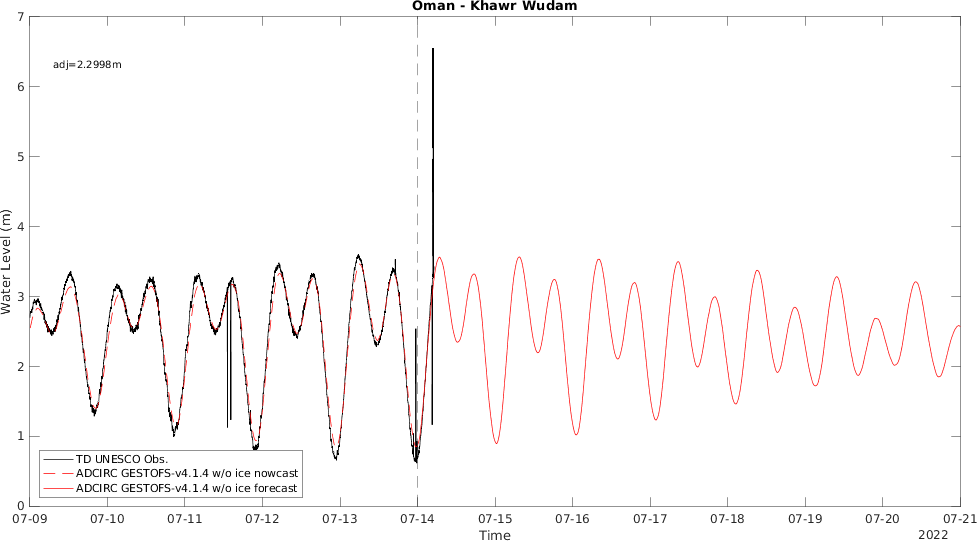 Oman - Khawr Wudam
7
adj=2.2998m
6
5
4
3
2
1
0
Water Level (m)
TD UNESCO Obs.
ADCIRC GESTOFS-v4.1.4 w/o ice nowcast
ADCIRC GESTOFS-v4.1.4 w/o ice forecast
07-09 07-10 07-11 07-12 07-13 07-14 07-15 07-16 07-17 07-18 07-19 07-20 07-21
Time
2022